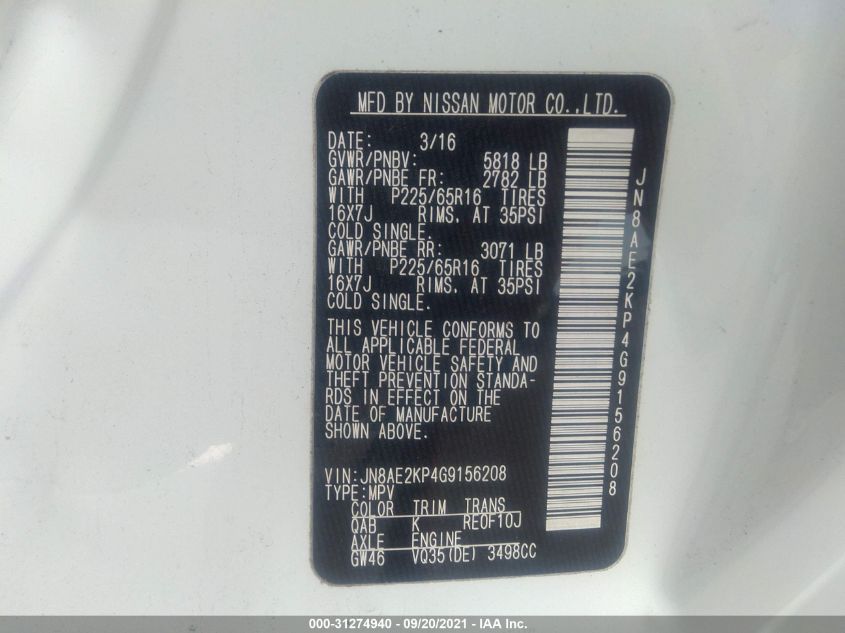 MFD BY NISSAN MOTOR CO.,LTD.
DATE: 3/16
GVWR/PNBV: 5818 LB
GAWR/PNBE FR: 2782 LB
WITH P225/65R16 TIRES
16X7J RIMS. AT 35PSI
COLD SINGLE.
GAWR/PNBE RR: 3071 LB
WITH P225/65R16 TIRES
16X7J RIMS. AT 35PSI
COLD SINGLE.
THIS VEHICLE CONFORMS TO
ALL APPLICABLE FEDERAL
MOTOR VEHICLE SAFETY AND
THEFT PREVENTION STANDA-
RDS IN EFFECT ON THE
DATE OF MANUFACTURE
SHOWN ABOVE.
VIN:JN8AE2KP4G9156208
TYPE:MPV
COLOR TRIM TRANS
QAB K RE0F10J
AXLE ENGINE
GW46 VQ35(DE) 3498CC
JN8AE2KP4G9156208
000-31274940 - 09/20/2021 - IAA Inc.